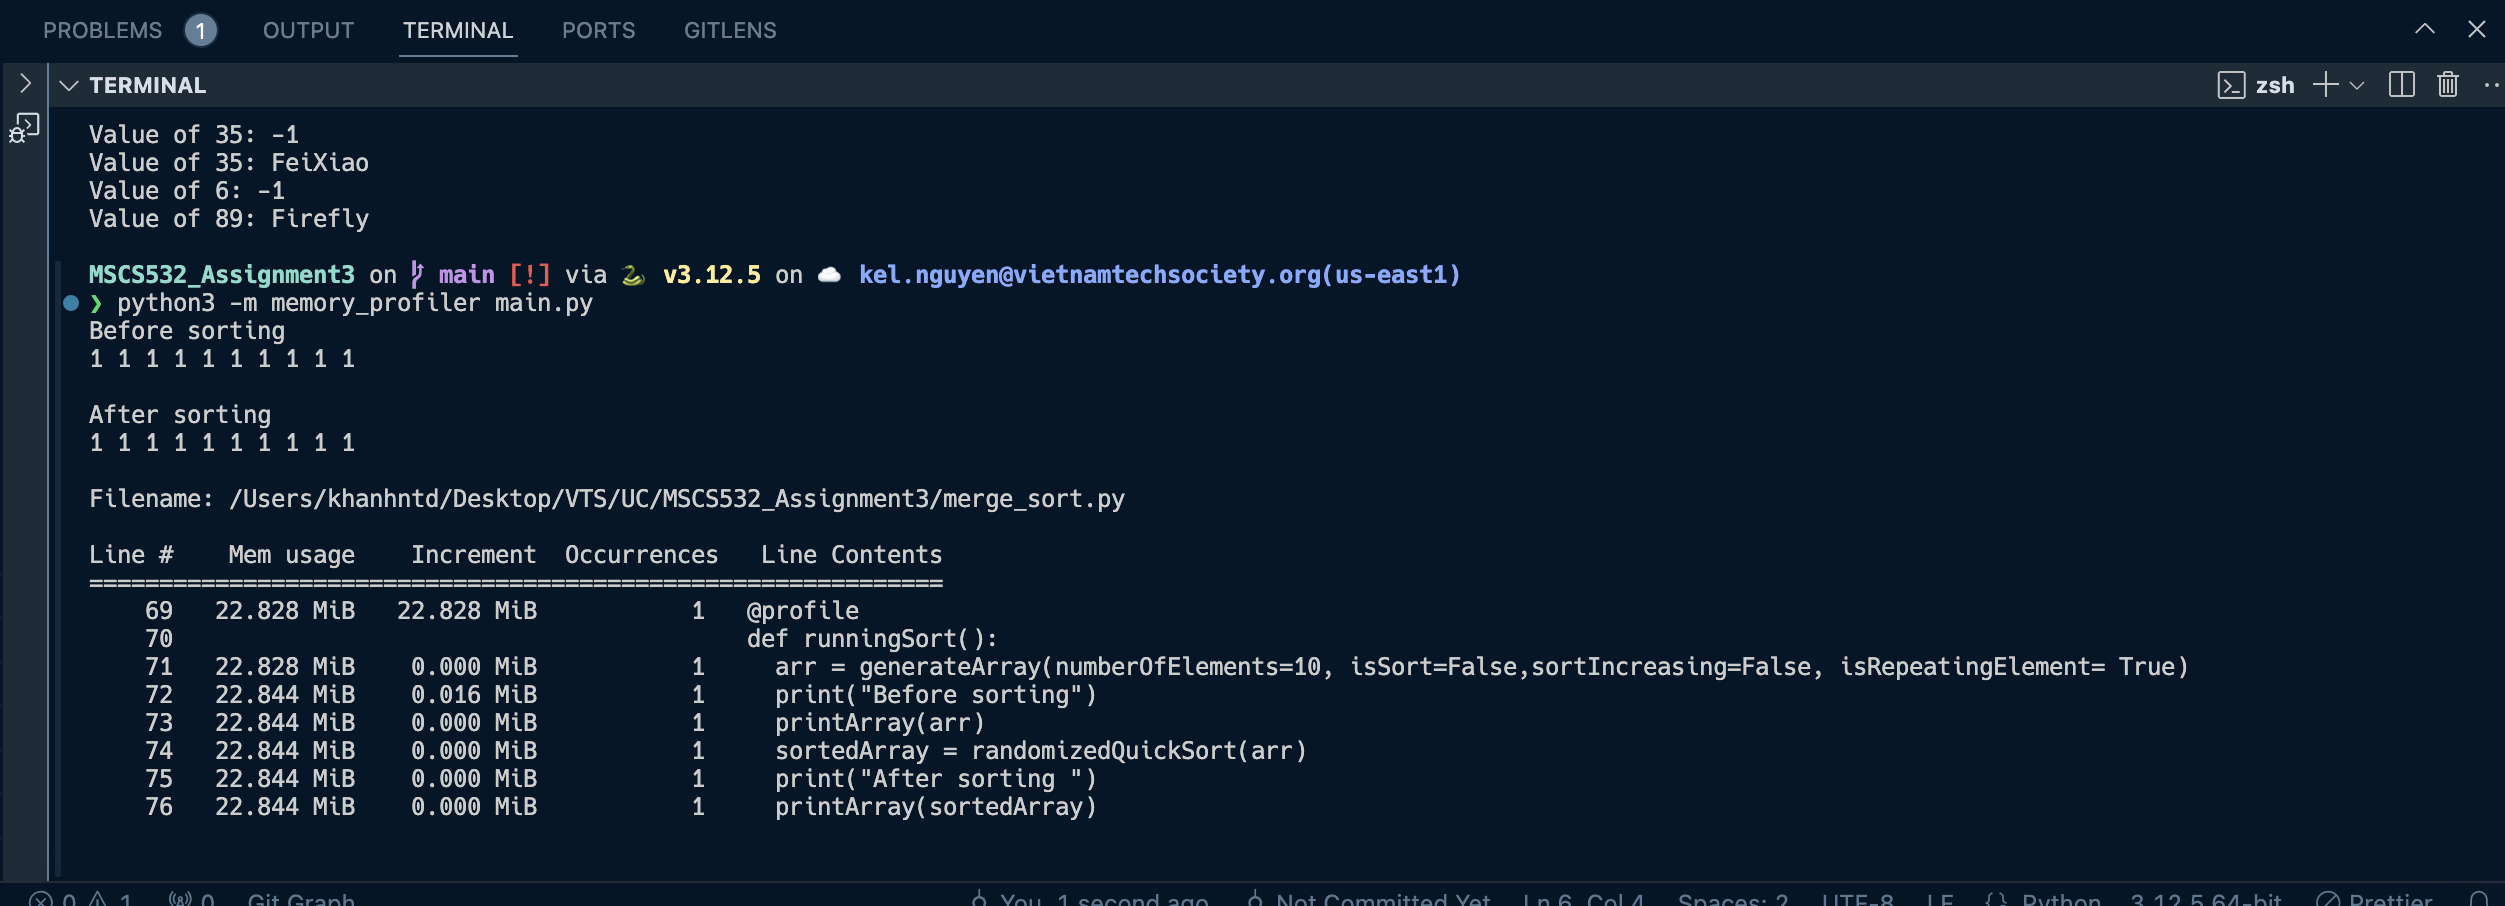 PROBLEMS 1 OUTPUT TERMINAL PORTS GITLENS
TERMINAL zsh
Value of 35: -1
Value of 35: FeiXiao
Value of 6: -1
Value of 89: Firefly
MSCS532_Assignment3 on main [!] via v3.12.5 on kel.nguyen@vietnamtechsociety.org(us-east1)
❯ python3 -m memory_profiler main.py
Before sorting
1 1 1 1 1 1 1 1 1 1
After sorting
1 1 1 1 1 1 1 1 1 1
Filename: /Users/khanhntd/Desktop/VTS/UC/MSCS532_Assignment3/merge_sort.py
Line #    Mem usage    Increment  Occurrences   Line Contents
=============================================================
69   22.828 MiB   22.828 MiB           1   @profile
70                                         def runningSort():
71   22.828 MiB    0.000 MiB           1     arr = generateArray(numberOfElements=10, isSort=False,sortIncreasing=False, isRepeatingElement= True)
72   22.844 MiB    0.016 MiB           1     print("Before sorting")
73   22.844 MiB    0.000 MiB           1     printArray(arr)
74   22.844 MiB    0.000 MiB           1     sortedArray = randomizedQuickSort(arr)
75   22.844 MiB    0.000 MiB           1     print("After sorting ")
76   22.844 MiB    0.000 MiB           1     printArray(sortedArray)
0 1 0 Git Graph You, 1 second ago Not Committed Yet Ln 6, Col 4 Spaces: 2 UTF-8 LF {} Python 3.12.5 64-bit Prettier